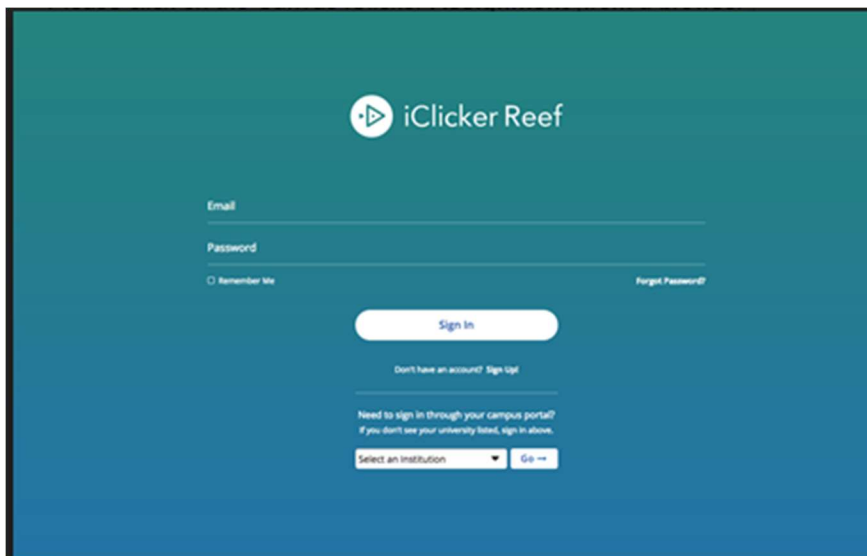 iClicker Reef
Email
Password
Remember Me Forgot Password?
Sign In
Don't have an account? Sign Up!
Need to sign in through your campus portal?
If you don't see your university listed, sign in above.
Select an Institution Go →